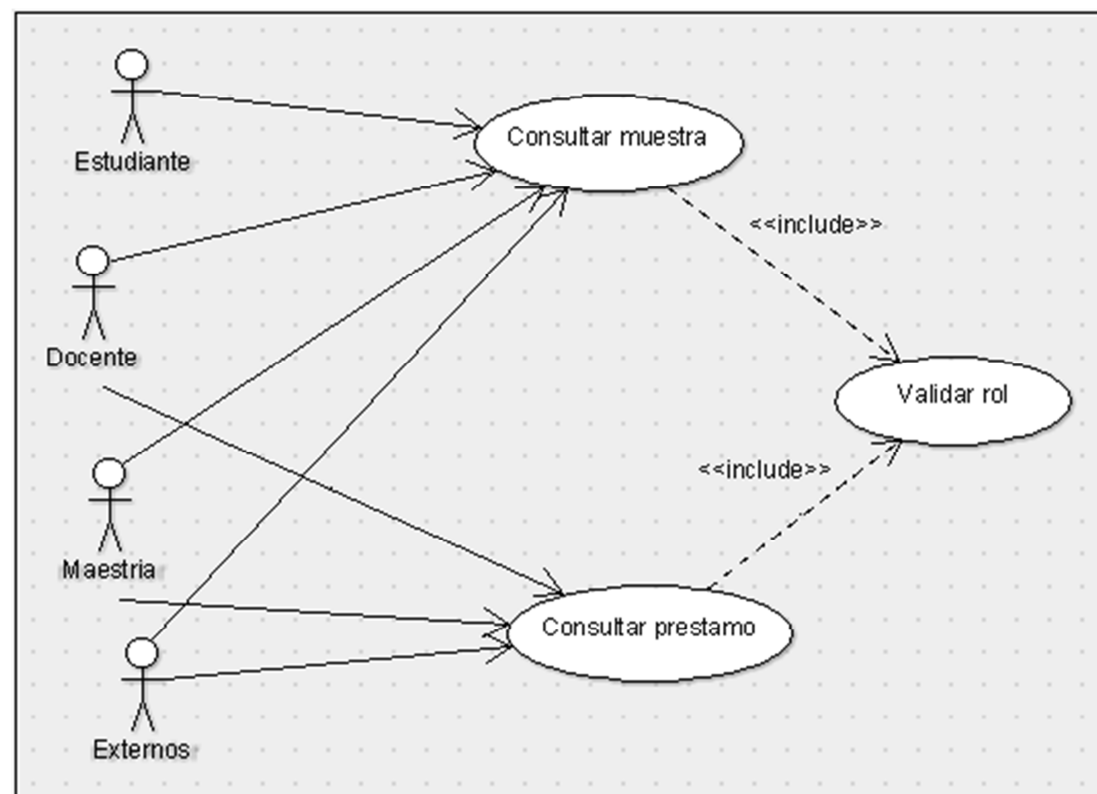 Estudiante
Consultar muestra
<<include>>
Docente
Validar rol
<<include>>
Maestria
Consultar prestamo
Externos